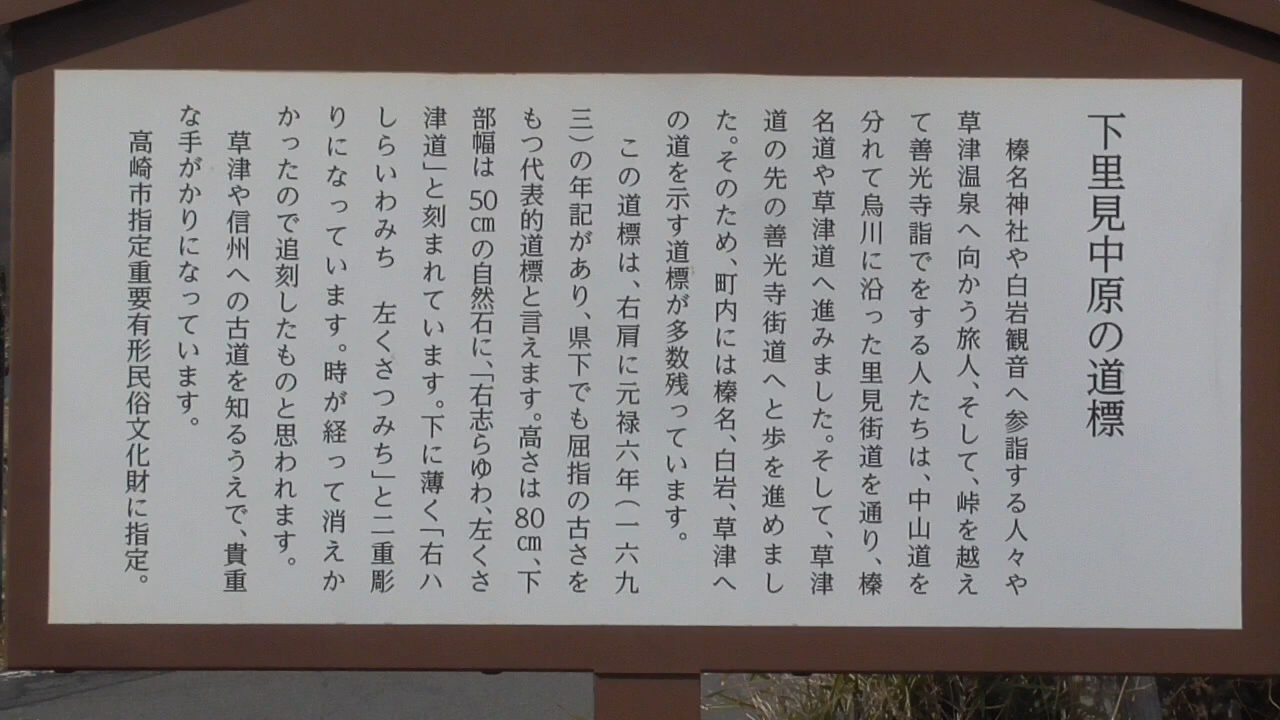 下里見中原の道標
榛名神社や白岩観音へ参詣する人々や
草津温泉へ向かう旅人、そして、峠を越え
て善光寺詣でをする人たちは、中山道を
分れて烏川に沿った里見街道を通り、榛
名道や草津道へ進みました。そして、草津
道の先の善光寺街道へと歩を進めまし
た。そのため、町内には榛名、白岩、草津へ
の道を示す道標が多数残っています。
この道標は、右肩に元禄六年(一六九
三)の年記があり、県下でも屈指の古さを
もつ代表的道標と言えます。高さは80㎝、下
部幅は50㎝の自然石に、「右志らゆわ、左くさ
津道」と刻まれています。下に薄く「右ハ
しらいわみち　左くさつみち」と二重彫
りになっています。時が経って消えか
かったので追刻したものと思われます。
草津や信州への古道を知るうえで、貴重
な手がかりになっています。
高崎市指定重要有形民俗文化財に指定。